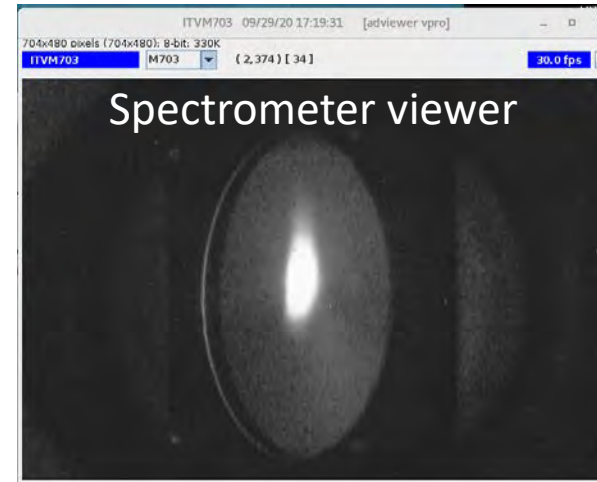 ITVM703 09/29/20 17:19:31 [adviewer vpro]
704x480 pixels (704x480): 8-bit: 330K
ITVM703 M703 (2,374)[34] 30.0 fps
Spectrometer viewer